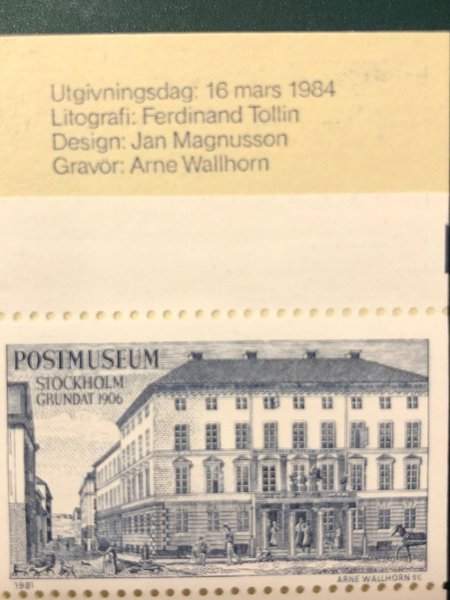 Utgivningsdag: 16 mars 1984
Litografi: Ferdinand Tollin
Design: Jan Magnusson
Gravör: Arne Wallhorn
POSTMUSEUM
STOCKHOLM
GRUNDAT 1906
1981 ARNE WALLHORN SC